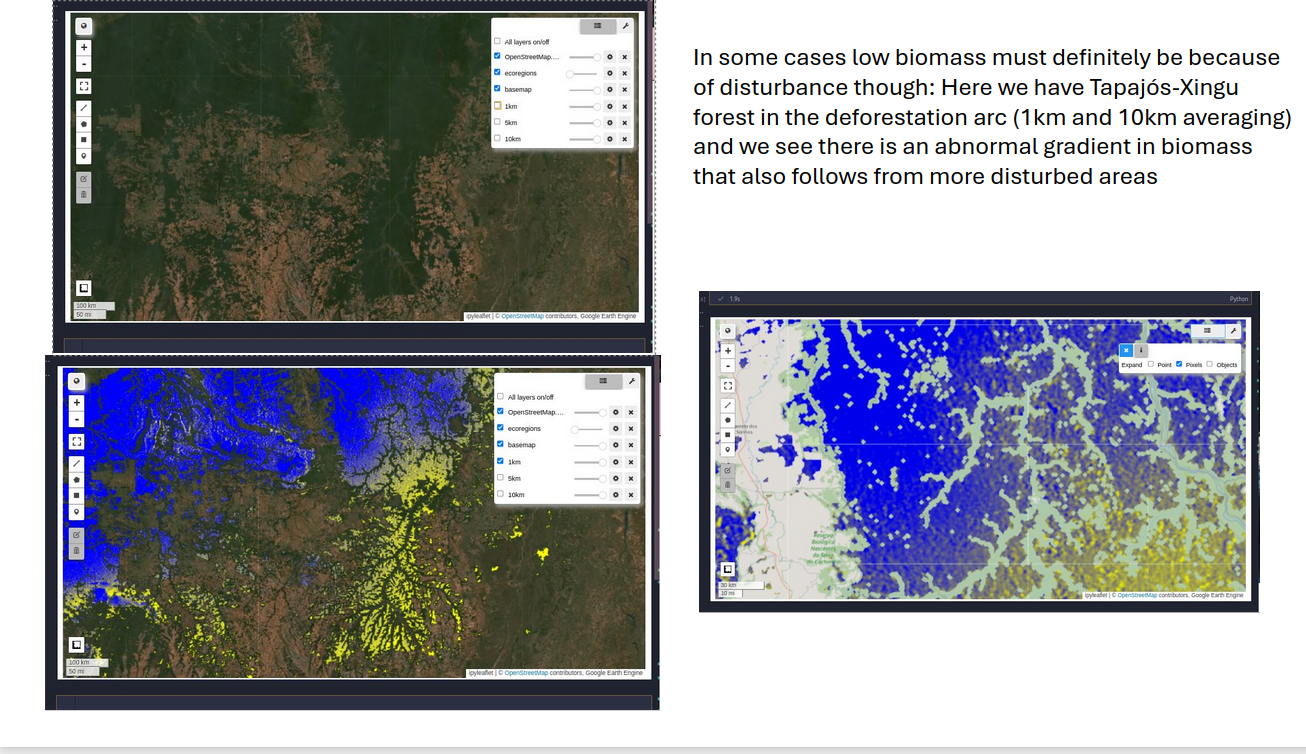 All layers on/off
OpenStreetMap....
ecoregions
basemap
1km
5km
10km
100 km
50 mi
ipyleaflet | © OpenStreetMap contributors, Google Earth Engine
In some cases low biomass must definitely be because
of disturbance though: Here we have Tapajós-Xingu
forest in the deforestation arc (1km and 10km averaging)
and we see there is an abnormal gradient in biomass
that also follows from more disturbed areas
All layers on/off
OpenStreetMap....
ecoregions
basemap
1km
5km
10km
100 km
50 mi
ipyleaflet | © OpenStreetMap contributors, Google Earth Engine
1.9s
Python
Expand Point Pixels Objects
30 km
10 mi
ipyleaflet | © OpenStreetMap contributors, Google Earth Engine